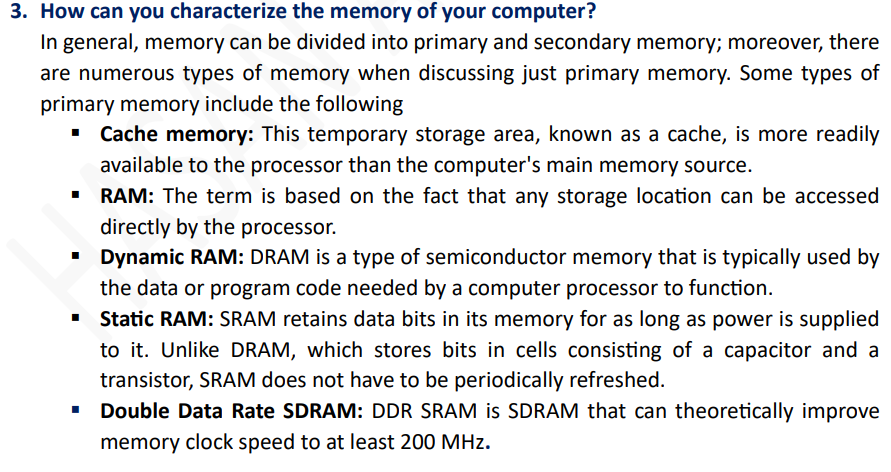 3. How can you characterize the memory of your computer?
In general, memory can be divided into primary and secondary memory; moreover, there
are numerous types of memory when discussing just primary memory. Some types of
primary memory include the following
▪ Cache memory: This temporary storage area, known as a cache, is more readily
available to the processor than the computer's main memory source.
▪ RAM: The term is based on the fact that any storage location can be accessed
directly by the processor.
▪ Dynamic RAM: DRAM is a type of semiconductor memory that is typically used by
the data or program code needed by a computer processor to function.
▪ Static RAM: SRAM retains data bits in its memory for as long as power is supplied
to it. Unlike DRAM, which stores bits in cells consisting of a capacitor and a
transistor, SRAM does not have to be periodically refreshed.
▪ Double Data Rate SDRAM: DDR SRAM is SDRAM that can theoretically improve
memory clock speed to at least 200 MHz.